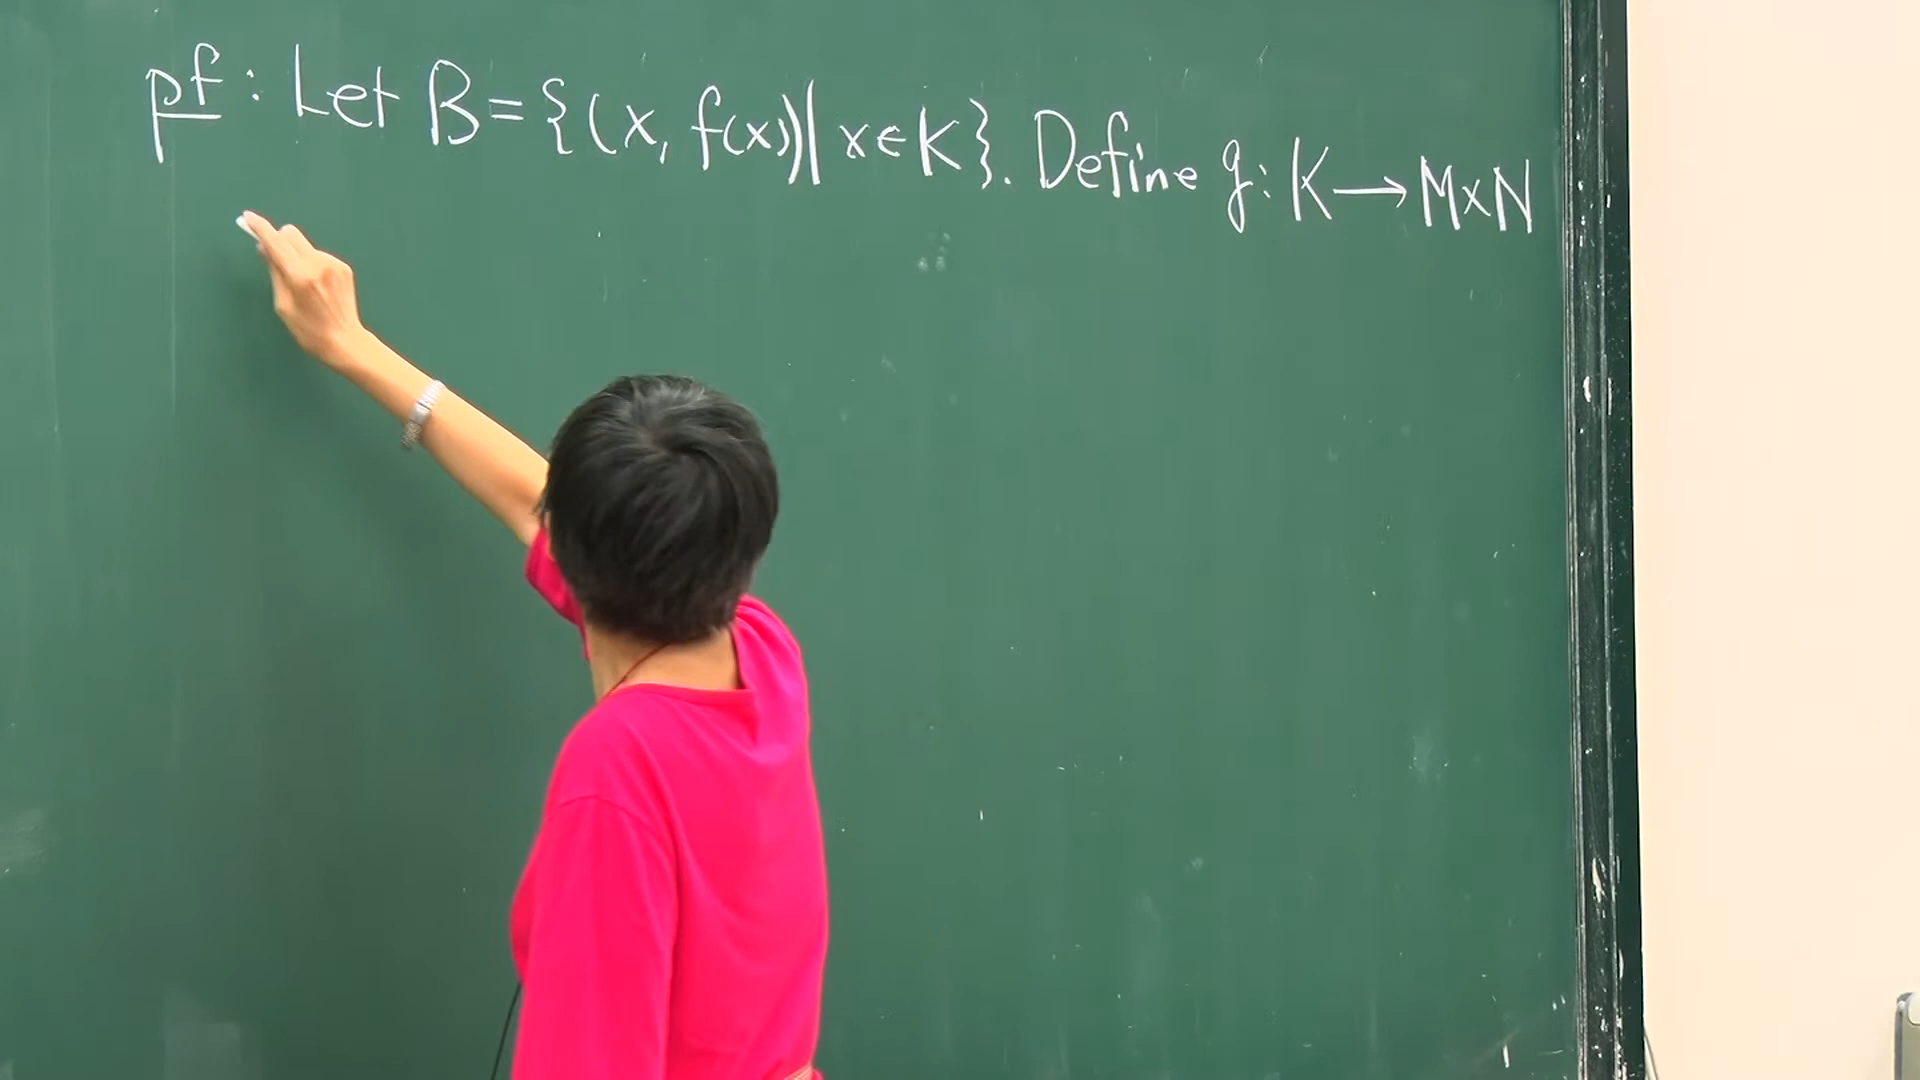 pf: Let B = {(x, f(x)) | x ∈ K}. Define g: K → M×N